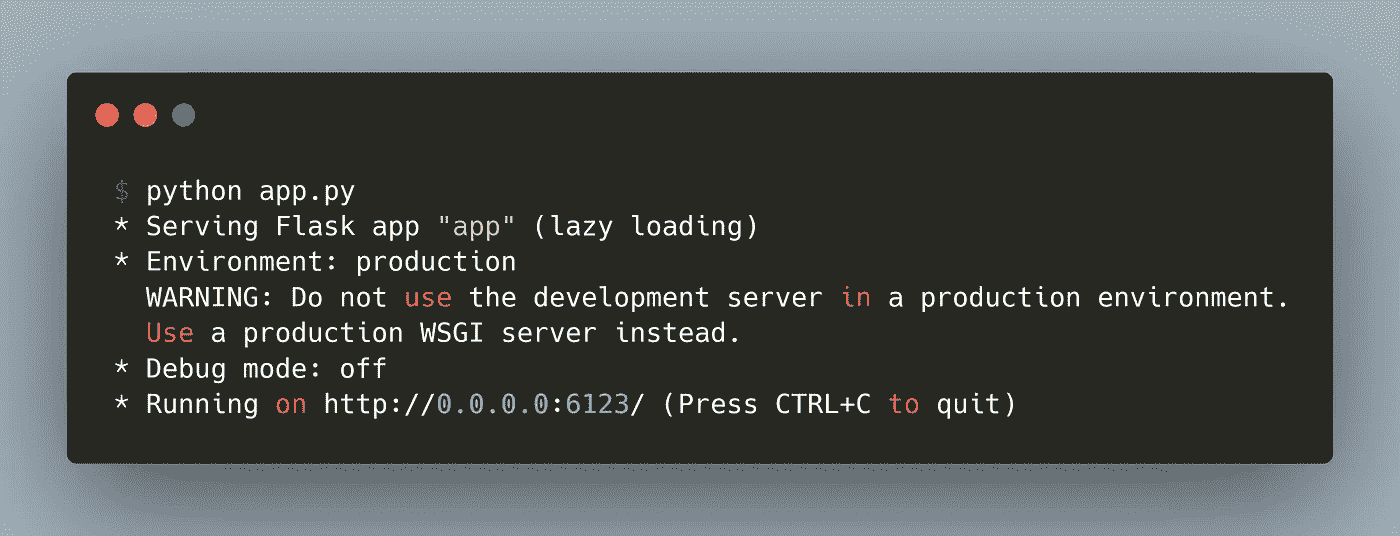 $ python app.py
* Serving Flask app "app" (lazy loading)
* Environment: production
WARNING: Do not use the development server in a production environment.
Use a production WSGI server instead.
* Debug mode: off
* Running on http://0.0.0.0:6123/ (Press CTRL+C to quit)